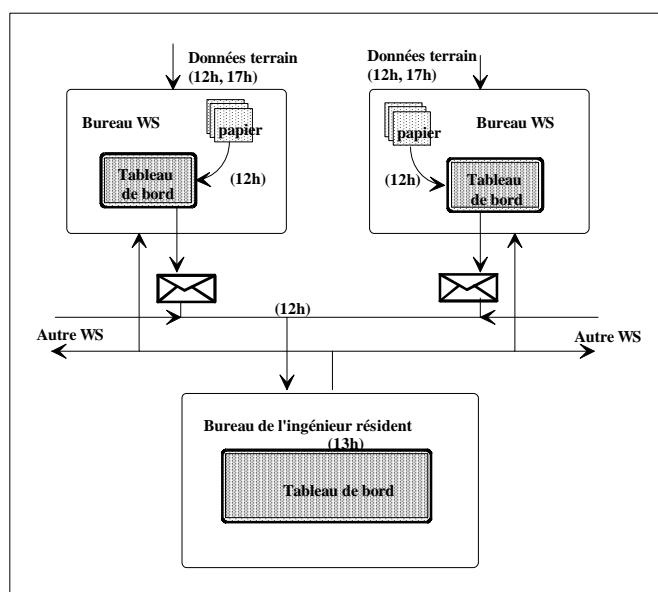 Données terrain
(12h, 17h)
Données terrain
(12h, 17h)
Bureau WS
papier
(12h)
Tableau
de bord
papier
Bureau WS
(12h)
Tableau
de bord
(12h)
Autre WS
Autre WS
Bureau de l'ingénieur résident
(13h)
Tableau de bord